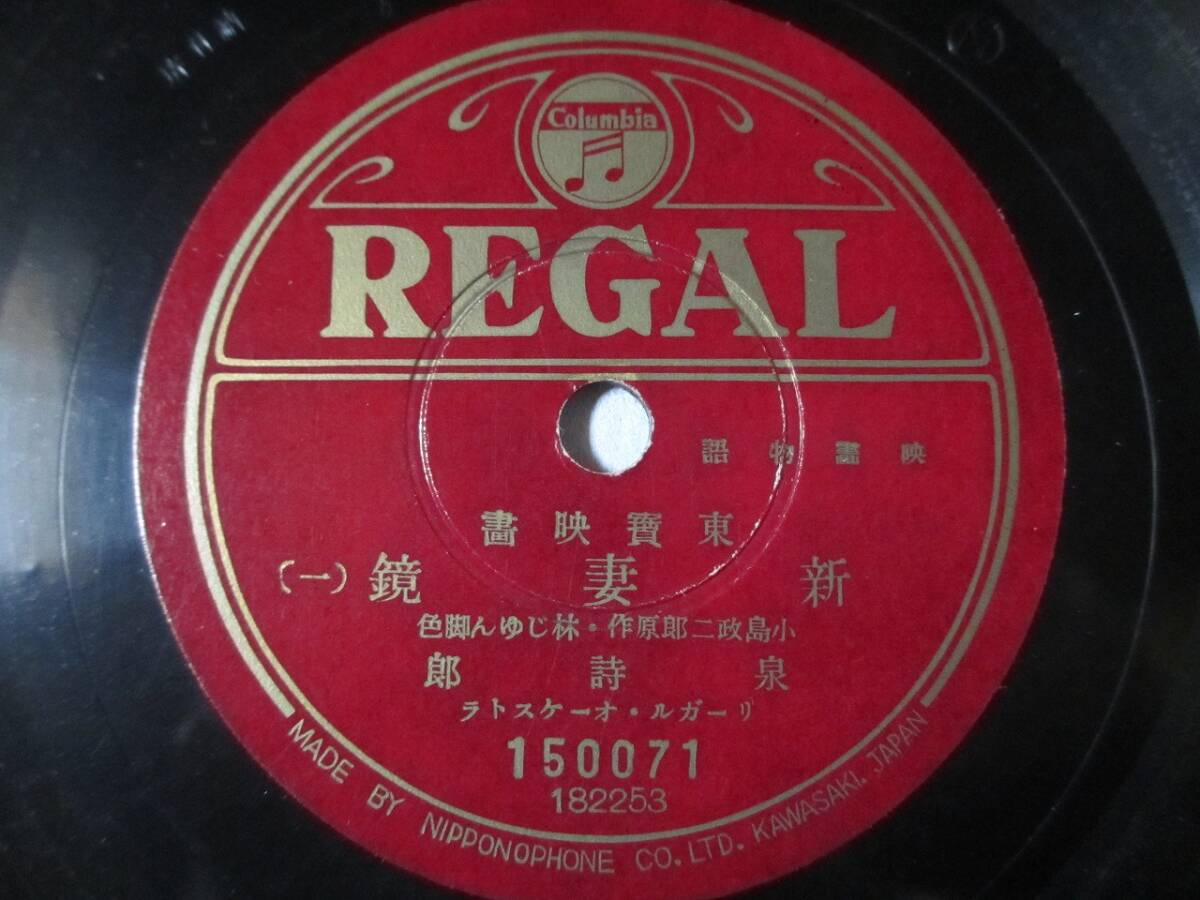 Columbia
REGAL
映畫物語
東寶映畫
新妻鏡(一)
小島政二郎原作・林じゆん脚色
泉詩郎
リーガル・オーケストラ
150071
182253
MADE BY NIPPONOPHONE CO. LTD. KAWASAKI. JAPAN